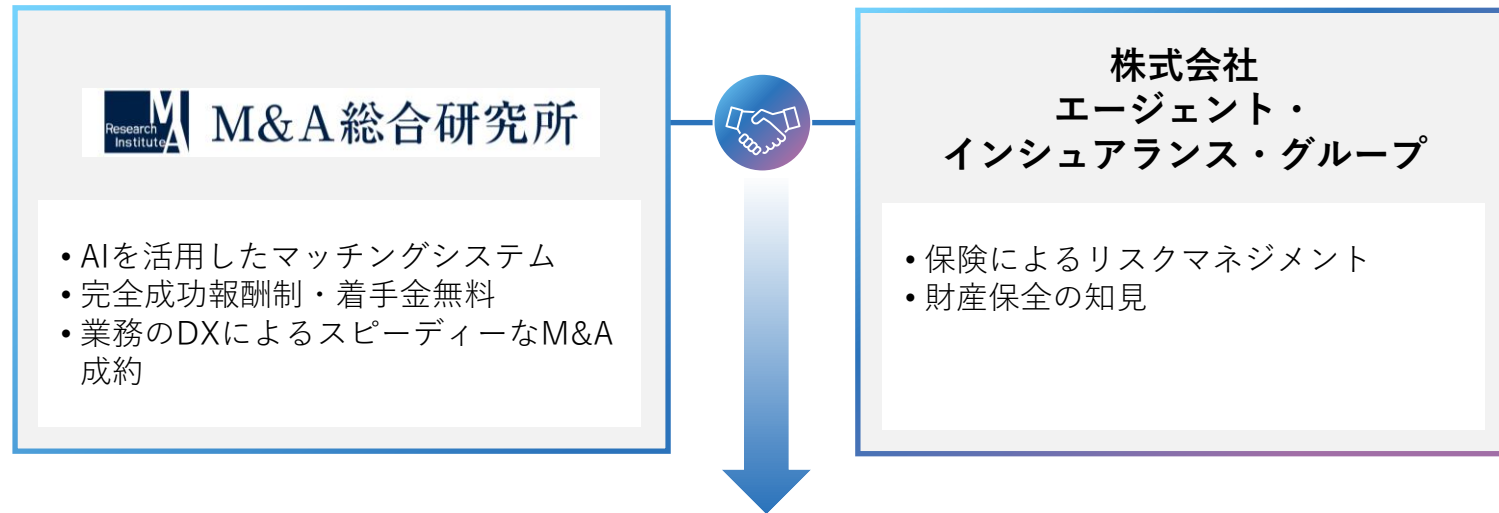 Research
Institute
MA
M&A総合研究所
• AIを活用したマッチングシステム
• 完全成功報酬制・着手金無料
• 業務のDXによるスピーディーなM&A
成約
株式会社
エージェント・
インシュアランス・グループ
• 保険によるリスクマネジメント
• 財産保全の知見